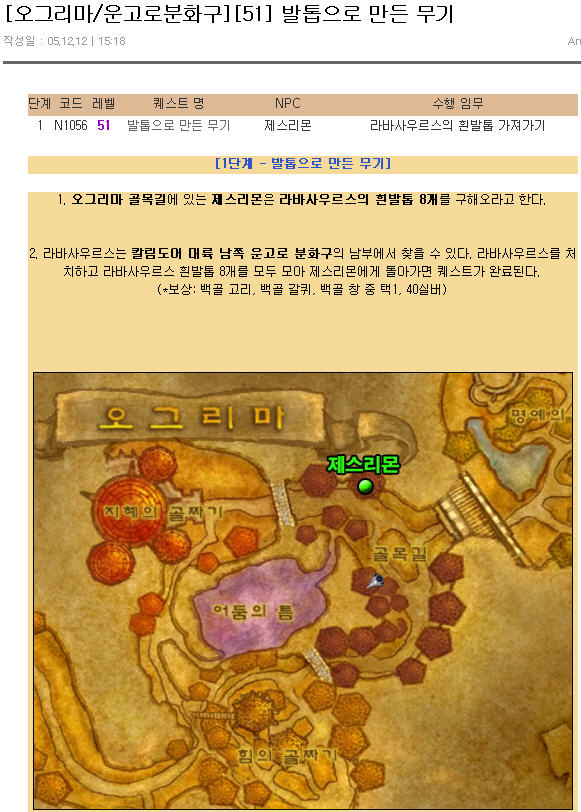 [오그리마/운고로분화구][51] 발톱으로 만든 무기
작성일 : 05,12,12 | 15:18
단계 코드 레벨 퀘스트 명 NPC 수행 임무
1 N1056 51 발톱으로 만든 무기 제스리몬 라바사우르스의 흰발톱 가져가기
[1단계 - 발톱으로 만든 무기]
1. 오그리마 골목길에 있는 제스리몬은 라바사우르스의 흰발톱 8개를 구해오라고 한다.
2. 라바사우르스는 칼림도어 대륙 남쪽 운고로 분화구의 남부에서 찾을 수 있다. 라바사우르스를 처
치하고 라바사우르스 흰발톱 8개를 모두 모아 제스리몬에게 돌아가면 퀘스트가 완료된다.
(*보상: 백골 고리, 백골 갈퀴, 백골 창 중 택1, 40실버)
오그리마
명예의
제스리몬
지혜의 골짜기
골목길
어둠의 틈
힘의 골짜기